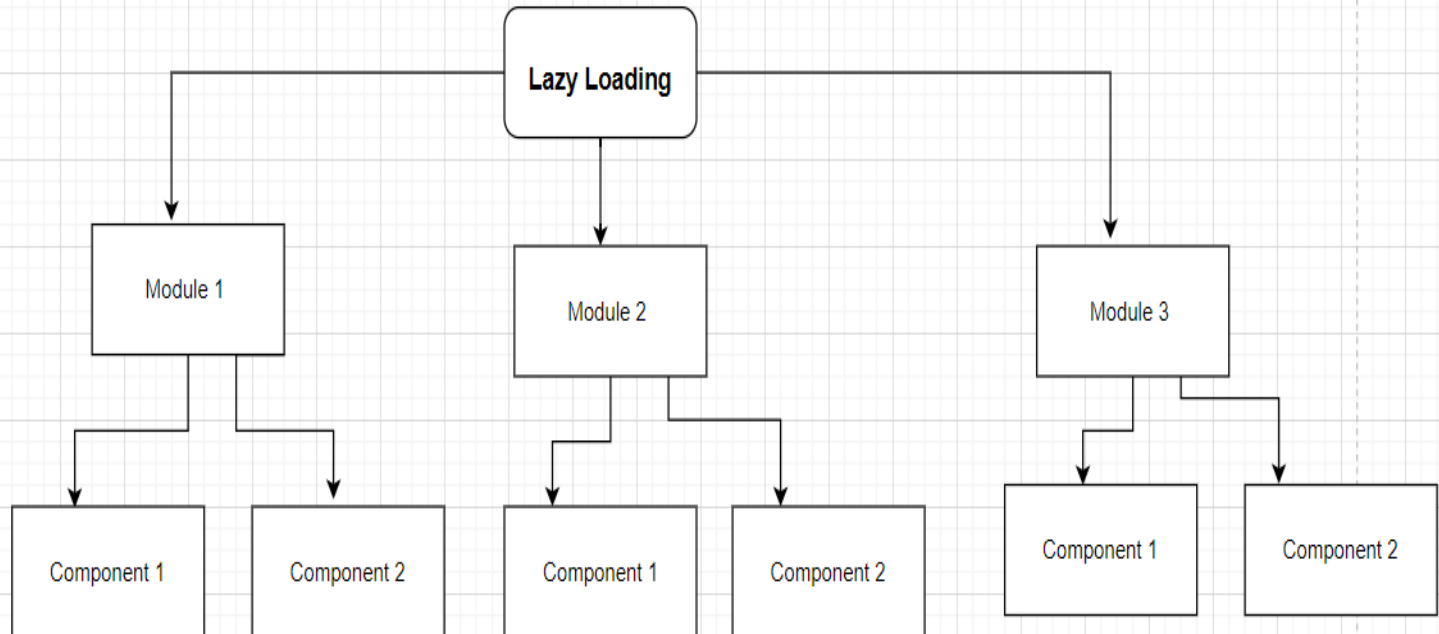 Lazy Loading
Module 1
Module 2
Module 3
Component 1
Component 2
Component 1
Component 2
Component 1
Component 2